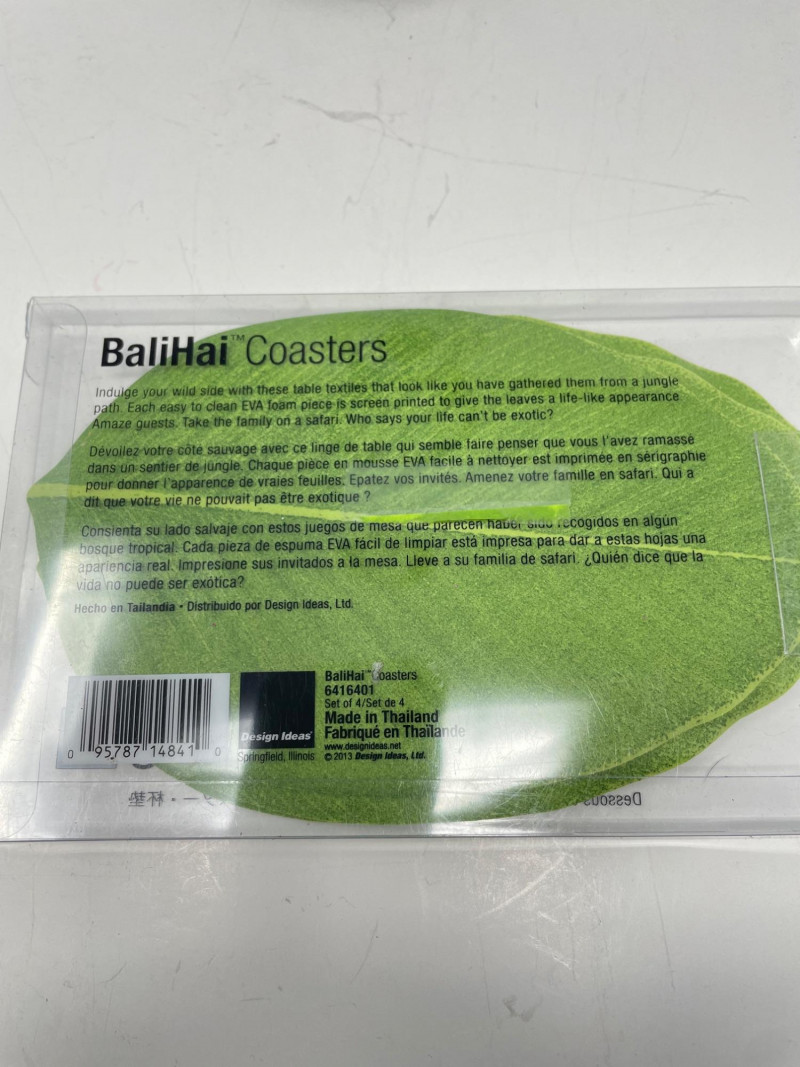 BaliHai™ Coasters
Indulge your wild side with these table textiles that look like you have gathered them from a jungle
path. Each easy to clean EVA foam piece is screen printed to give the leaves a life-like appearance.
Amaze guests. Take the family on a safari. Who says your life can't be exotic?
Dévoilez votre côté sauvage avec ce linge de table qui semble faire penser que vous l'avez ramassé
dans un sentier de jungle. Chaque pièce en mousse EVA facile à nettoyer est imprimée en sérigraphie
pour donner l'apparence de vraies feuilles. Epatez vos invités. Amenez votre famille en safari. Qui a
dit que votre vie ne pouvait pas être exotique ?
Consienta su lado salvaje con estos juegos de mesa que parecen haber sido recogidos en algún
bosque tropical. Cada pieza de espuma EVA fácil de limpiar está impresa para dar a estas hojas una
apariencia real. Impresione sus invitados a la mesa. Lleve a su familia de safari. ¿Quién dice que la
vida no puede ser exótica?
Hecho en Tailandia • Distribuido por Design Ideas, Ltd.
BaliHai™ Coasters
6416401
Set of 4/Set de 4
Made in Thailand
Fabriqué en Thaïlande
www.designideas.net
© 2013 Design Ideas, Ltd.
Design Ideas®
Springfield, Illinois
0 95787 14841 0
杯墊
Dessous